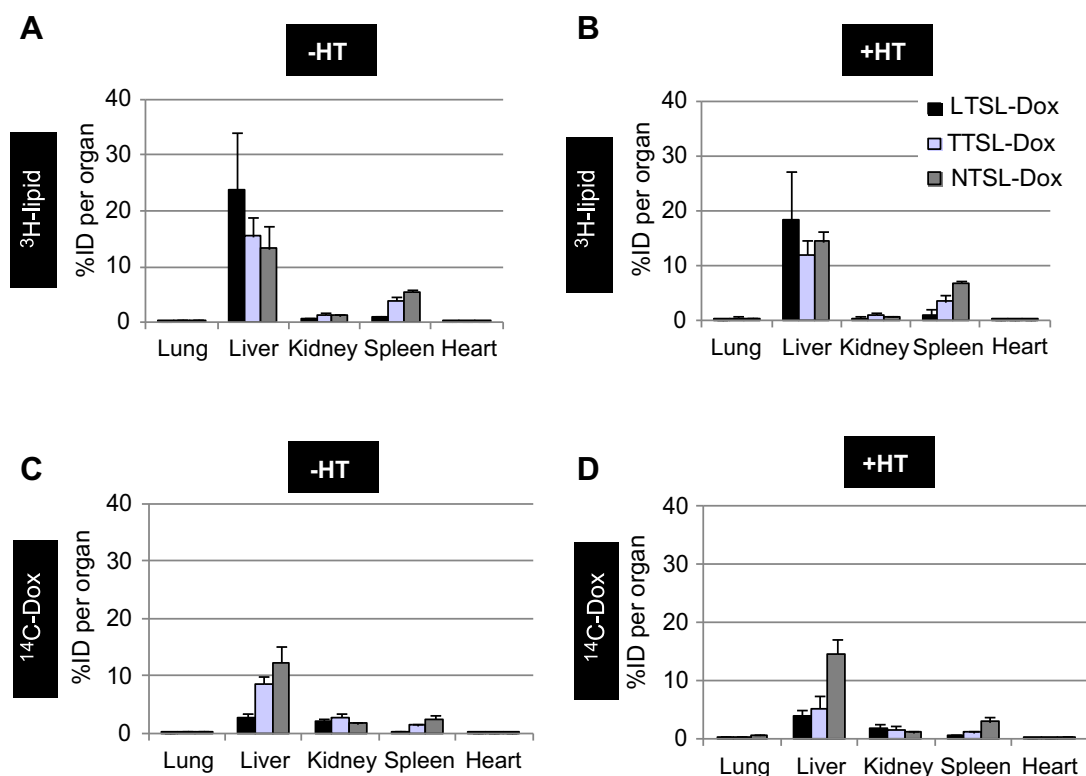 A
-HT
³H-lipid
%ID per organ
40
30
20
10
0
Lung Liver Kidney Spleen Heart
B
+HT
³H-lipid
%ID per organ
40
30
20
10
0
LTSL-Dox
TTSL-Dox
NTSL-Dox
Lung Liver Kidney Spleen Heart
C
-HT
¹⁴C-Dox
%ID per organ
40
30
20
10
0
Lung Liver Kidney Spleen Heart
D
+HT
¹⁴C-Dox
%ID per organ
40
30
20
10
0
Lung Liver Kidney Spleen Heart